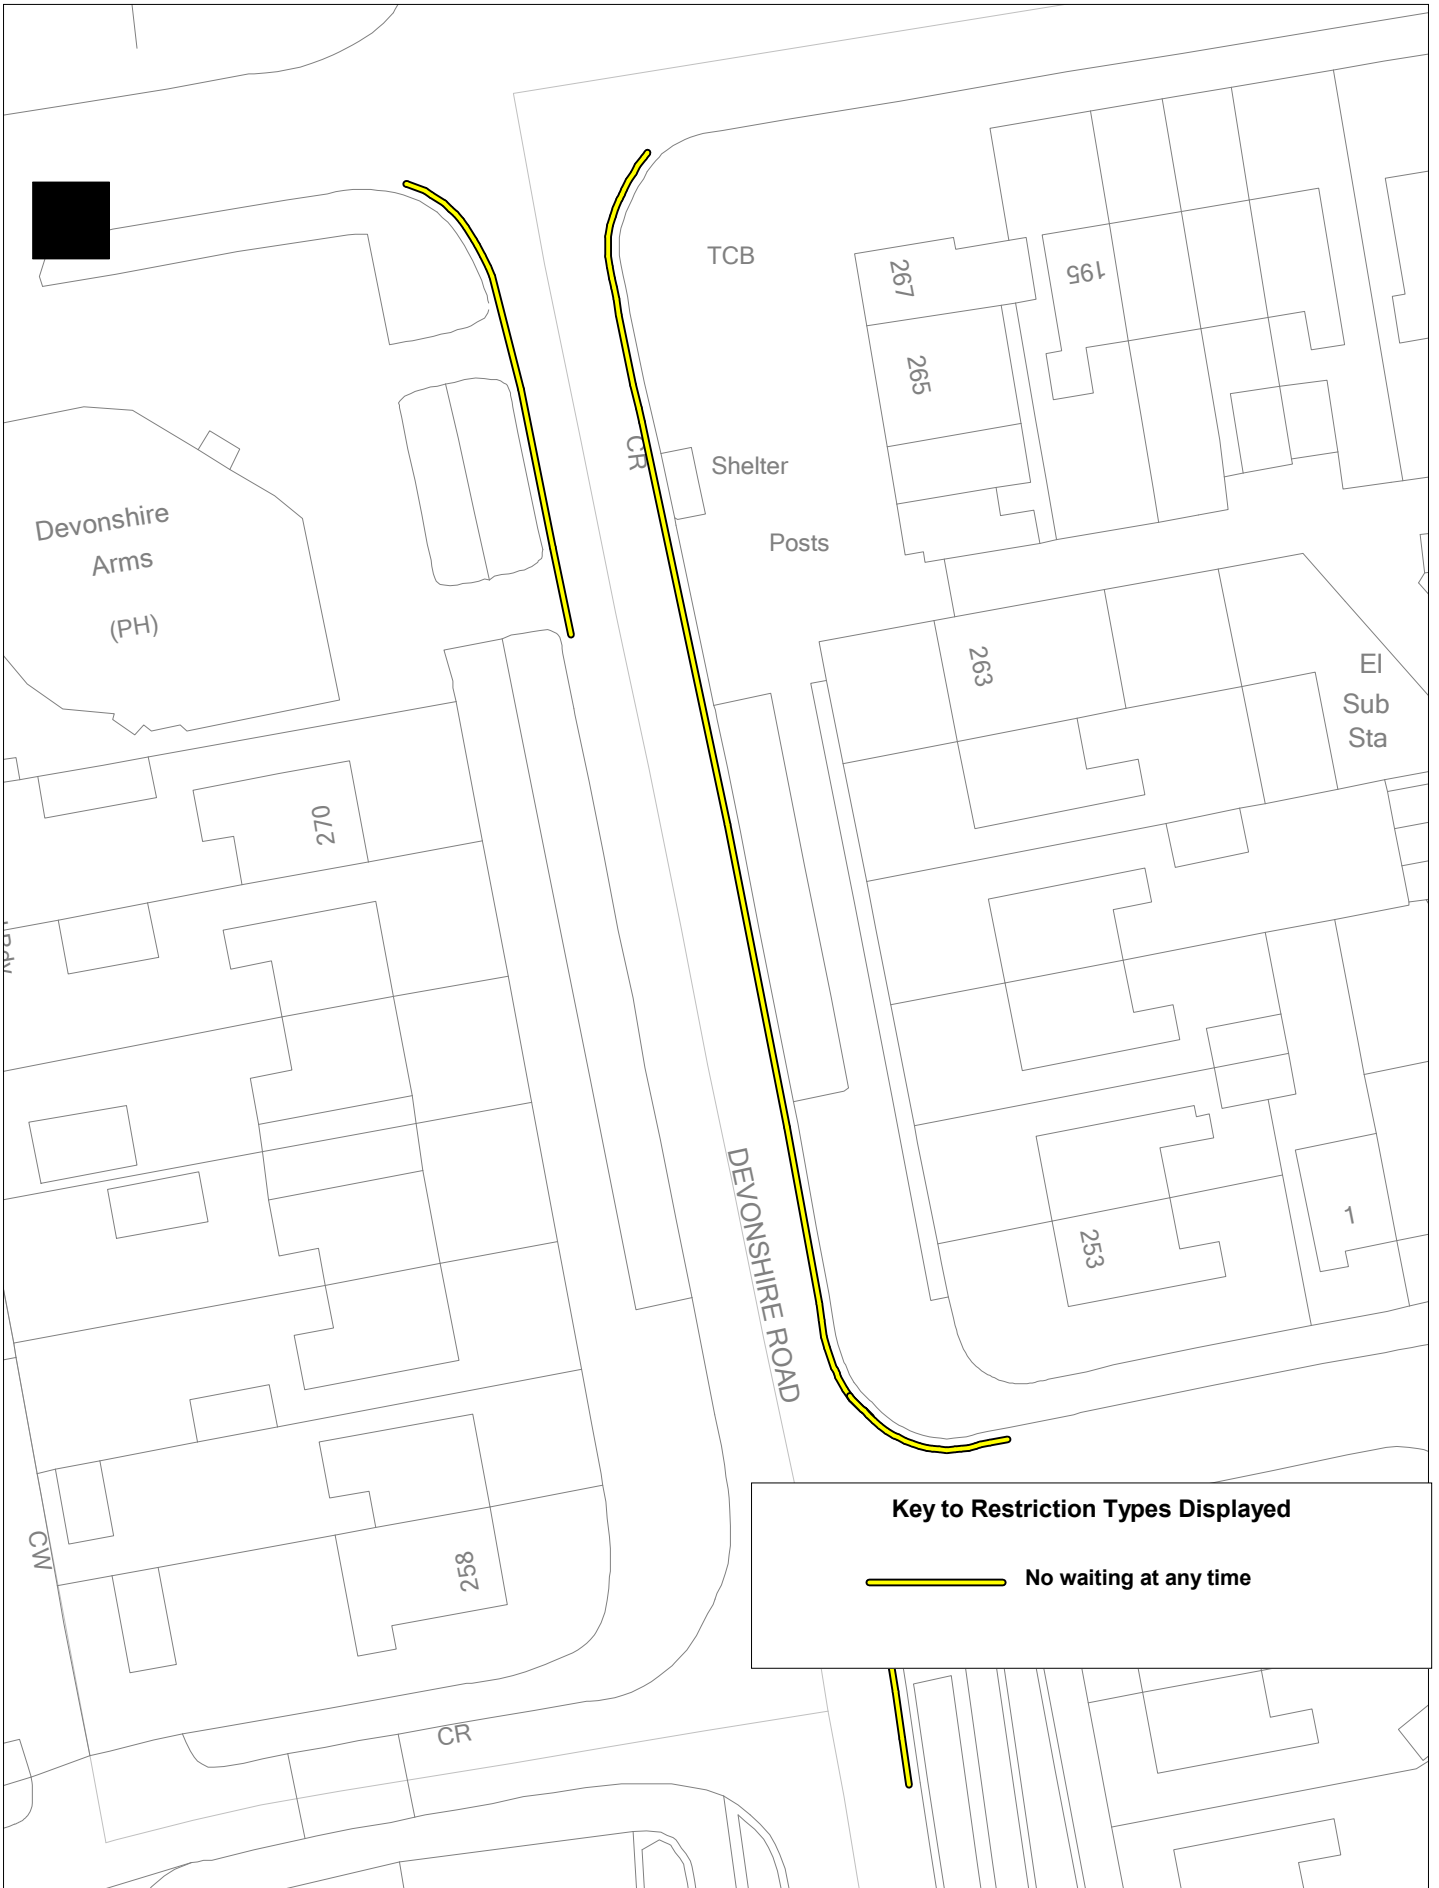 TCB
267
195
265
CR
Shelter
Devonshire
Arms
(PH)
Posts
263
El
Sub
Sta
270
DEVONSHIRE ROAD
253
1
Key to Restriction Types Displayed
No waiting at any time
CW
258
CR